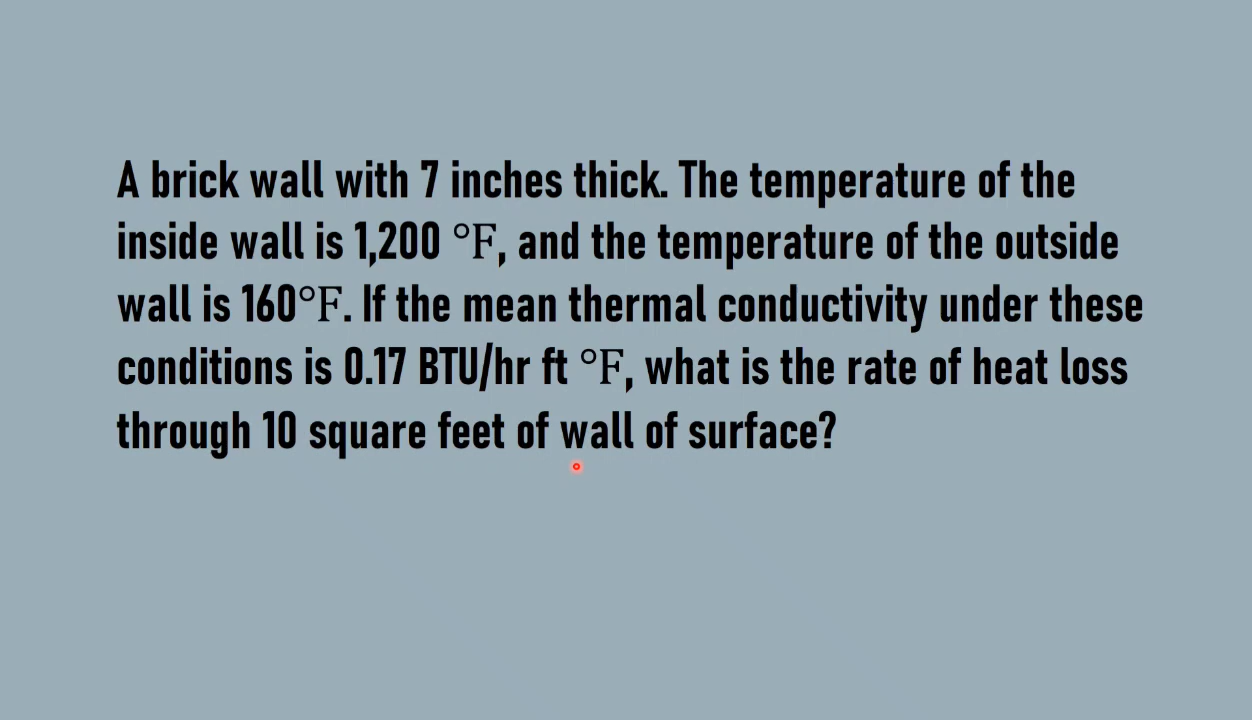 A brick wall with 7 inches thick. The temperature of the
inside wall is 1,200 °F, and the temperature of the outside
wall is 160°F. If the mean thermal conductivity under these
conditions is 0.17 BTU/hr ft °F, what is the rate of heat loss
through 10 square feet of wall of surface?